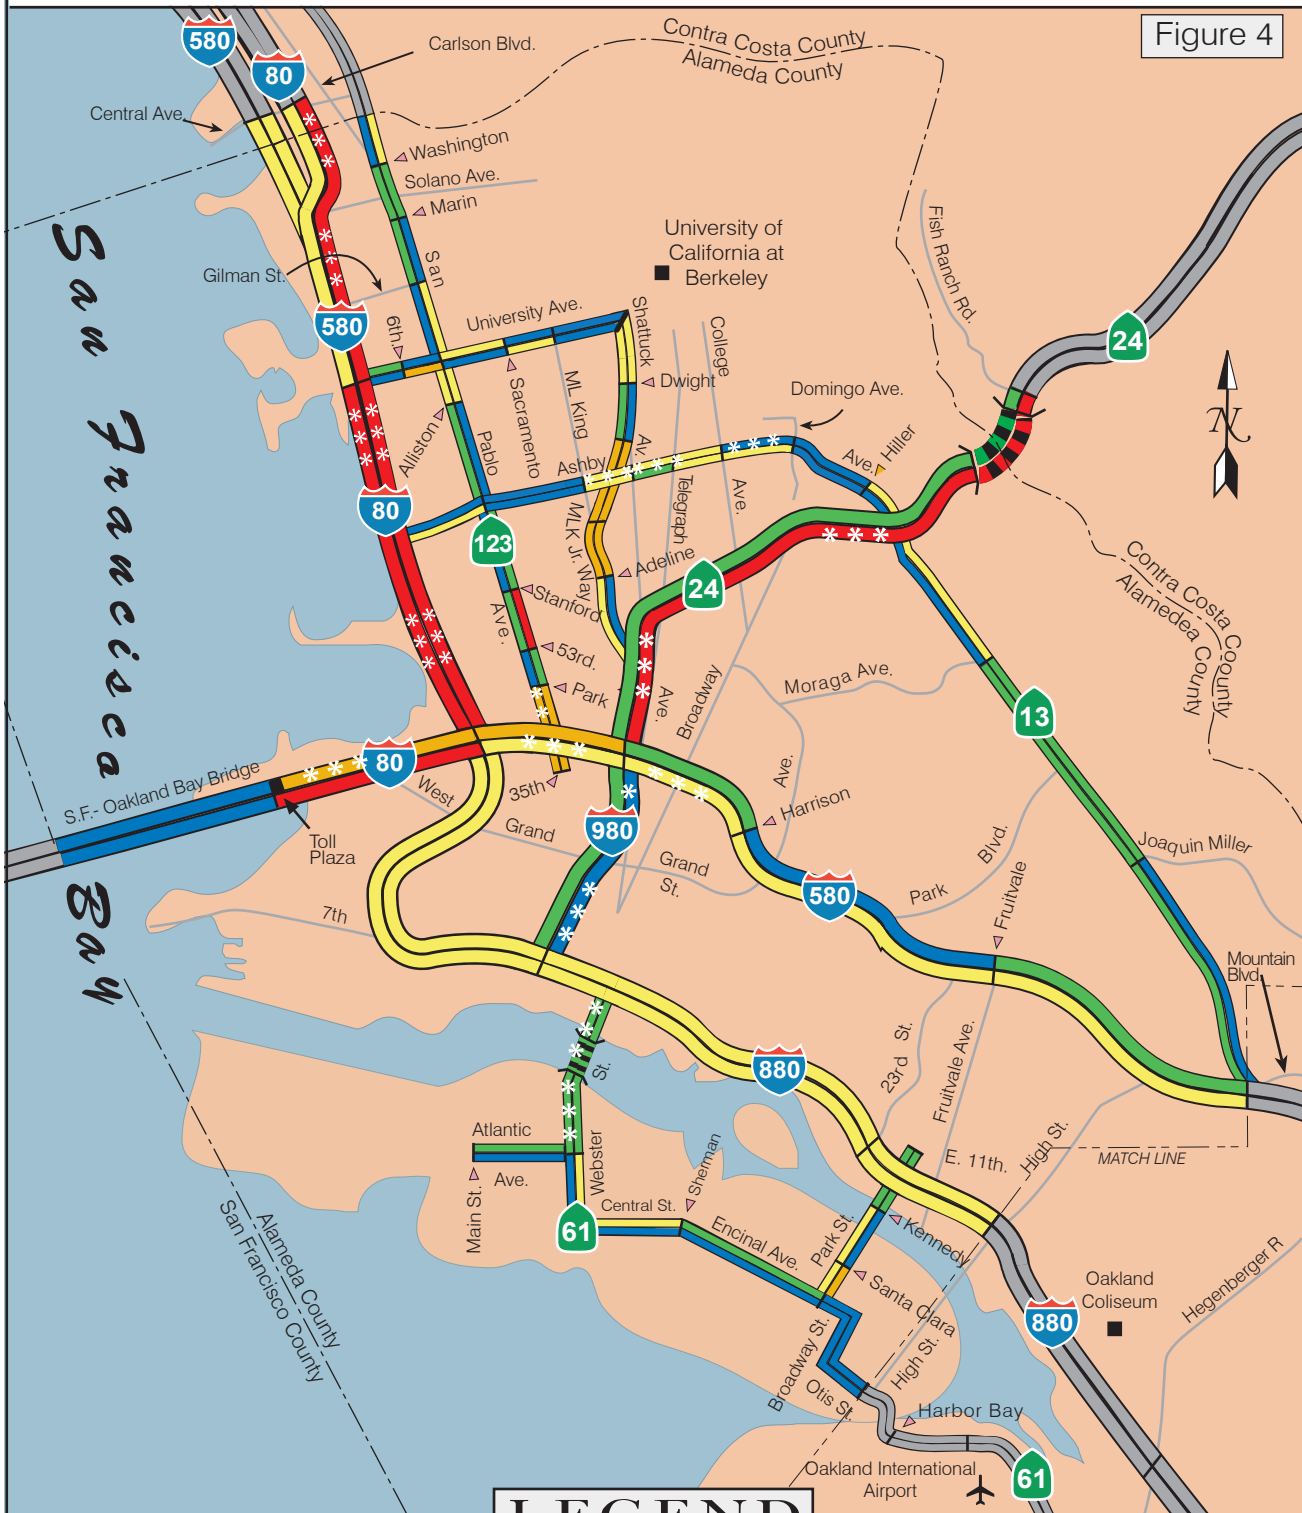 Figure 4
580
80
Carlson Blvd.
Contra Costa County
Alameda County
Central Ave.
Washington
Solano Ave.
Marin
San
Gilman St.
University of
California at
Berkeley
Fish Ranch Rd.
24
580
6th.
University Ave.
Shattuck
College
Dwight
Domingo Ave.
N
ML King
Sacramento
Alliston
Pablo
Ashby
Av.
Ave.
Hiller
Telegraph
Ave.
80
123
MLK Jr. Way
Adeline
24
Stanford
Ave.
53rd.
Park
Contra Costa Coounty
Alamedea County
Ave.
Broadway
Moraga Ave.
13
San Francisca Bay
S.F.- Oakland Bay Bridge
80
West
35th
Toll
Plaza
Grand
980
Grand
St.
Ave.
Harrison
Joaquin Miller
Blvd.
580
Park
Fruitvale
7th
Mountain
Blvd.
23rd St.
Fruitvale Ave.
880
St.
High St.
MATCH LINE
E. 11th.
Atlantic
Ave.
Main St.
Webster
Sherman
Central St.
61
Encinal Ave.
Park St.
Kennedy
Santa Clara
Alameda County
San Francisco County
Oakland
Coliseum
Hegenberger R
880
Broadway St.
High St.
Otis St.
Harbor Bay
Oakland International
Airport
61
LEGEND